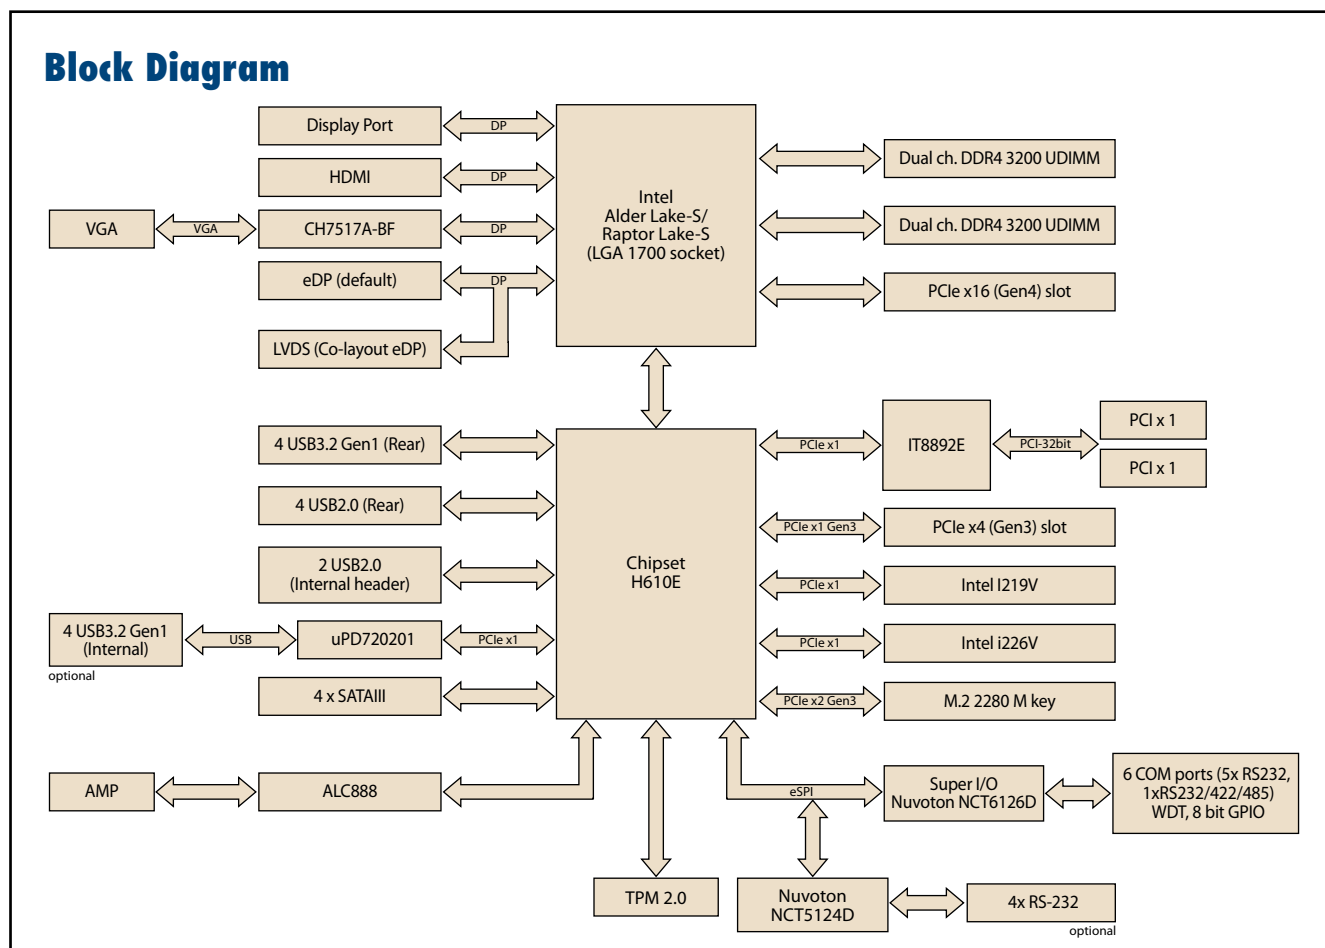 Block Diagram
Display Port
DP
HDMI
DP
VGA
VGA
CH7517A-BF
DP
eDP (default)
DP
LVDS (Co-layout eDP)
Intel
Alder Lake-S/
Raptor Lake-S
(LGA 1700 socket)
Dual ch. DDR4 3200 UDIMM
Dual ch. DDR4 3200 UDIMM
PCIe x16 (Gen4) slot
4 USB3.2 Gen1 (Rear)
4 USB2.0 (Rear)
2 USB2.0
(Internal header)
4 USB3.2 Gen1
(Internal)
optional
USB
uPD720201
PCIe x1
4 x SATAIII
AMP
ALC888
Chipset
H610E
PCIe x1
IT8892E
PCI-32bit
PCI x 1
PCI x 1
PCIe x1 Gen3
PCIe x4 (Gen3) slot
PCIe x1
Intel I219V
PCIe x1
Intel i226V
PCIe x2 Gen3
M.2 2280 M key
eSPI
Super I/O
Nuvoton NCT6126D
6 COM ports (5x RS232,
1xRS232/422/485)
WDT, 8 bit GPIO
TPM 2.0
Nuvoton
NCT5124D
4x RS-232
optional